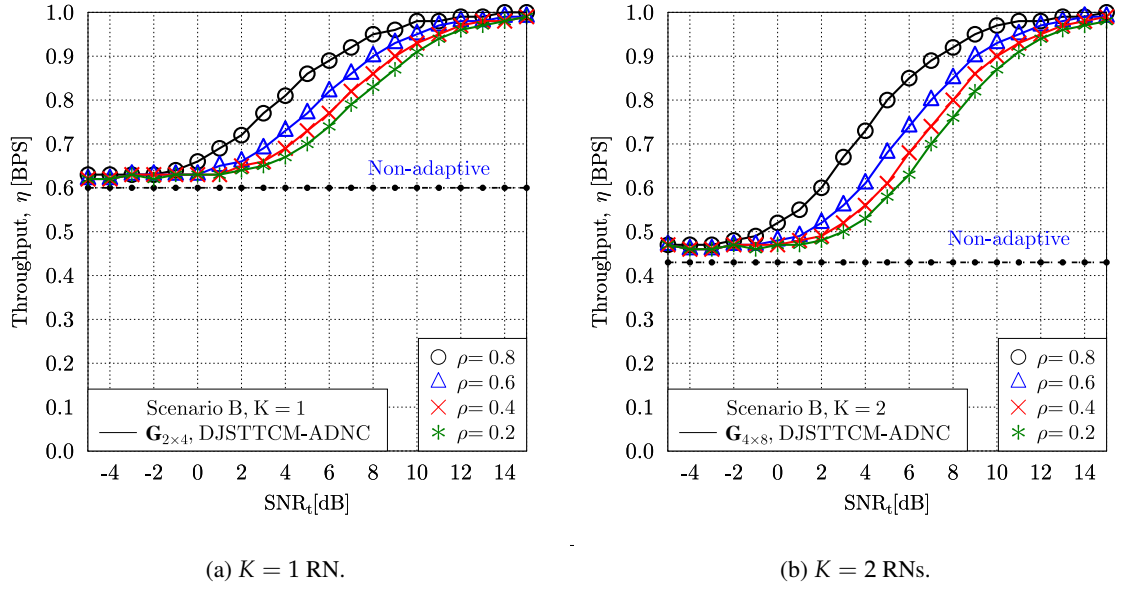 1.0
0.9
0.8
0.7
0.6
0.5
0.4
0.3
0.2
0.1
0.0
Throughput, η [BPS]
-4 -2 0 2 4 6 8 10 12 14
SNRt[dB]
Non-adaptive
Scenario B, K = 1
G2×4, DJSTTCM-ADNC
ρ= 0.8
ρ= 0.6
ρ= 0.4
ρ= 0.2
(a) K = 1 RN.
1.0
0.9
0.8
0.7
0.6
0.5
0.4
0.3
0.2
0.1
0.0
Throughput, η [BPS]
-4 -2 0 2 4 6 8 10 12 14
SNRt[dB]
Non-adaptive
Scenario B, K = 2
G4×8, DJSTTCM-ADNC
ρ= 0.8
ρ= 0.6
ρ= 0.4
ρ= 0.2
(b) K = 2 RNs.